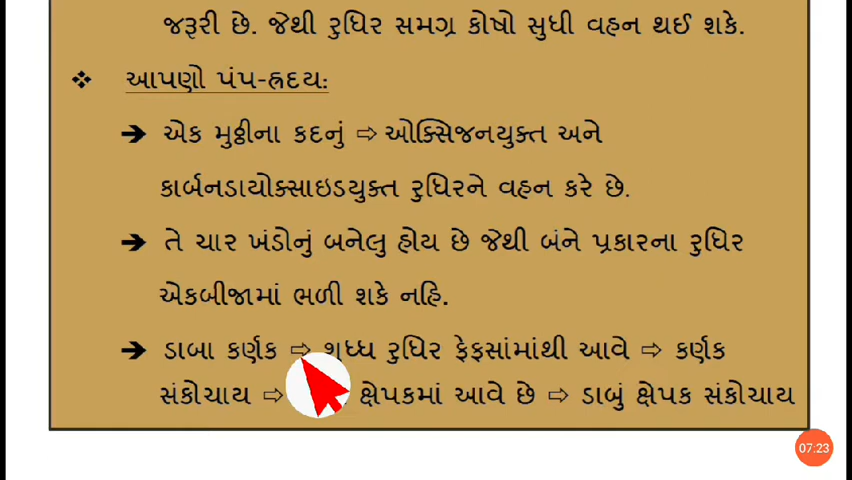 જરૂરી છે. જેથી રુધિર સમગ્ર કોષો સુધી વહન થઈ શકે.
❖ આપણો પંપ-હ્રદય:
➔ એક મુઠ્ઠીના કદનું ⇨ ઓક્સિજનયુક્ત અને
કાર્બનડાયોક્સાઇડયુક્ત રુધિરને વહન કરે છે.
➔ તે ચાર ખંડોનું બનેલુ હોય છે જેથી બંને પ્રકારના રુધિર
એકબીજામાં ભળી શકે નહિ.
➔ ડાબા કર્ણક ⇨ રુધિર ફેફસાંમાંથી આવે ⇨ કર્ણક
સંકોચાય ⇨ ક્ષેપકમાં આવે છે ⇨ ડાબું ક્ષેપક સંકોચાય
07:23